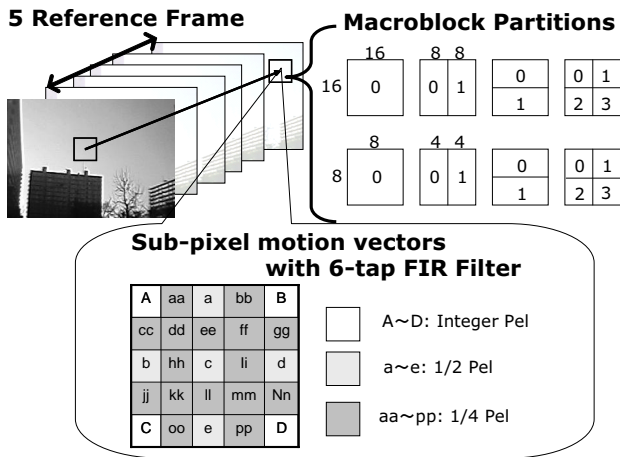 5 Reference Frame
Macroblock Partitions
16 8 8
16 0 0 1 0 1 0 1 2 3
8 4 4
8 0 0 1 0 1 0 1 2 3
Sub-pixel motion vectors
with 6-tap FIR Filter
A aa a bb B
cc dd ee ff gg
b hh c Ii d
jj kk ll mm Nn
C oo e pp D
A~D: Integer Pel
a~e: 1/2 Pel
aa~pp: 1/4 Pel